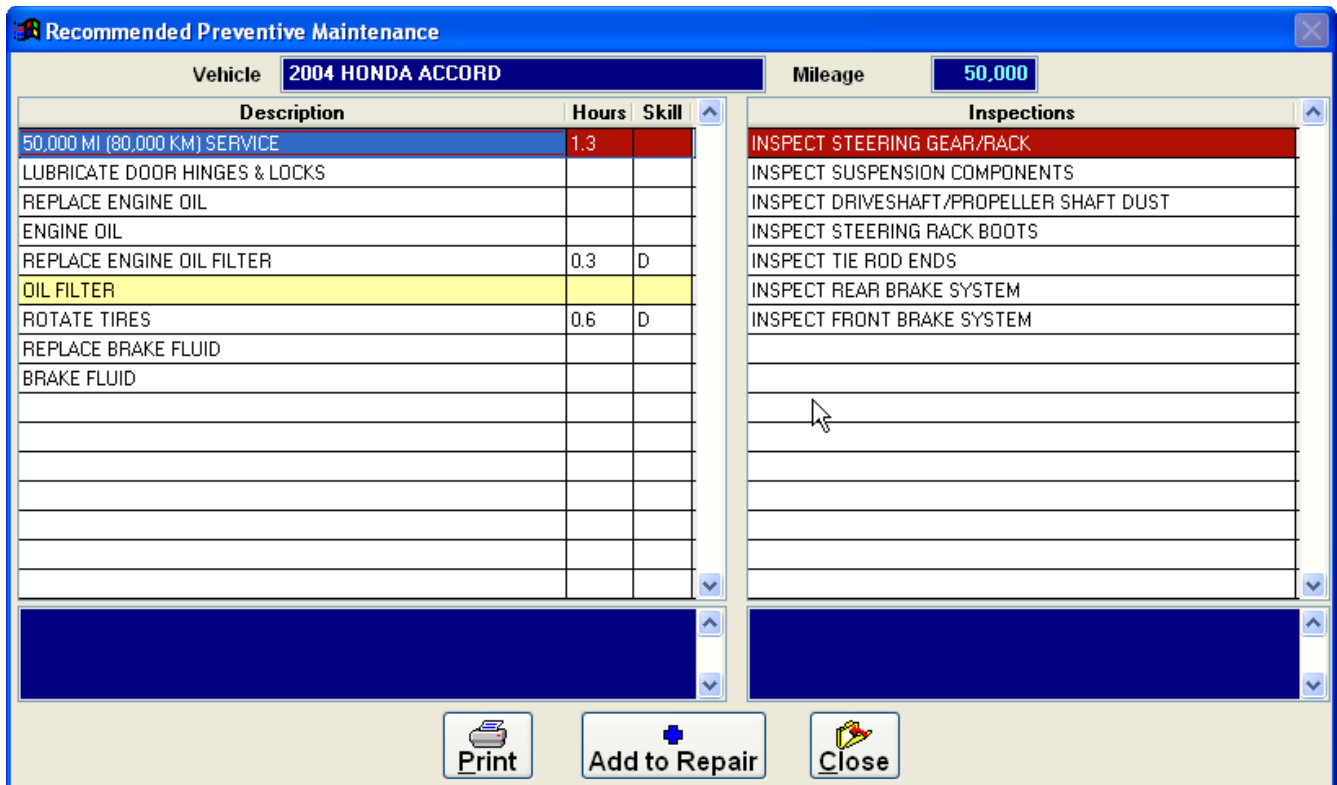 Recommended Preventive Maintenance
Vehicle 2004 HONDA ACCORD Mileage 50,000
Description Hours Skill Inspections
50,000 MI (80,000 KM) SERVICE 1.3 INSPECT STEERING GEAR/RACK
LUBRICATE DOOR HINGES & LOCKS INSPECT SUSPENSION COMPONENTS
REPLACE ENGINE OIL INSPECT DRIVESHAFT/PROPELLER SHAFT DUST
ENGINE OIL INSPECT STEERING RACK BOOTS
REPLACE ENGINE OIL FILTER 0.3 D INSPECT TIE ROD ENDS
OIL FILTER INSPECT REAR BRAKE SYSTEM
ROTATE TIRES 0.6 D INSPECT FRONT BRAKE SYSTEM
REPLACE BRAKE FLUID
BRAKE FLUID
Print Add to Repair Close